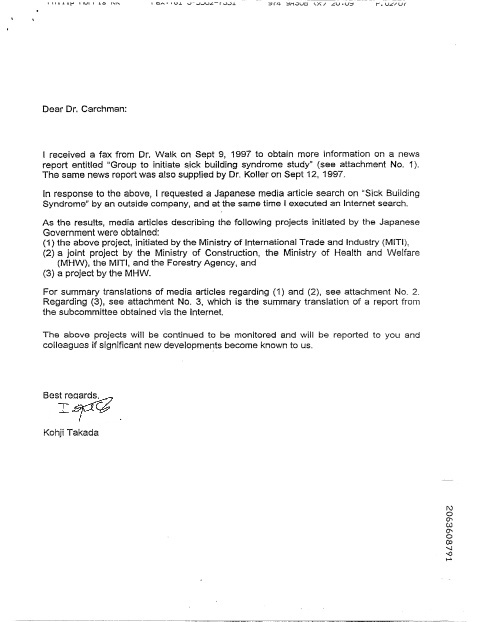 Dear Dr. Carchman:
I received a fax from Dr. Walk on Sept 9, 1997 to obtain more information on a news
report entitled "Group to initiate sick building syndrome study" (see attachment No. 1).
The same news report was also supplied by Dr. Koller on Sept 12, 1997.
In response to the above, I requested a Japanese media article search on "Sick Building
Syndrome" by an outside company, and at the same time I executed an Internet search.
As the results, media articles describing the following projects initiated by the Japanese
Government were obtained:
(1) the above project, initiated by the Ministry of International Trade and Industry (MITI),
(2) a joint project by the Ministry of Construction, the Ministry of Health and Welfare
(MHW), the MITI, and the Forestry Agency, and
(3) a project by the MHW.
For summary translations of media articles regarding (1) and (2), see attachment No. 2.
Regarding (3), see attachment No. 3, which is the summary translation of a report from
the subcommittee obtained via the Internet.
The above projects will be continued to be monitored and will be reported to you and
colleagues if significant new developments become known to us.
Best regards,
Kohji Takada
2063608791